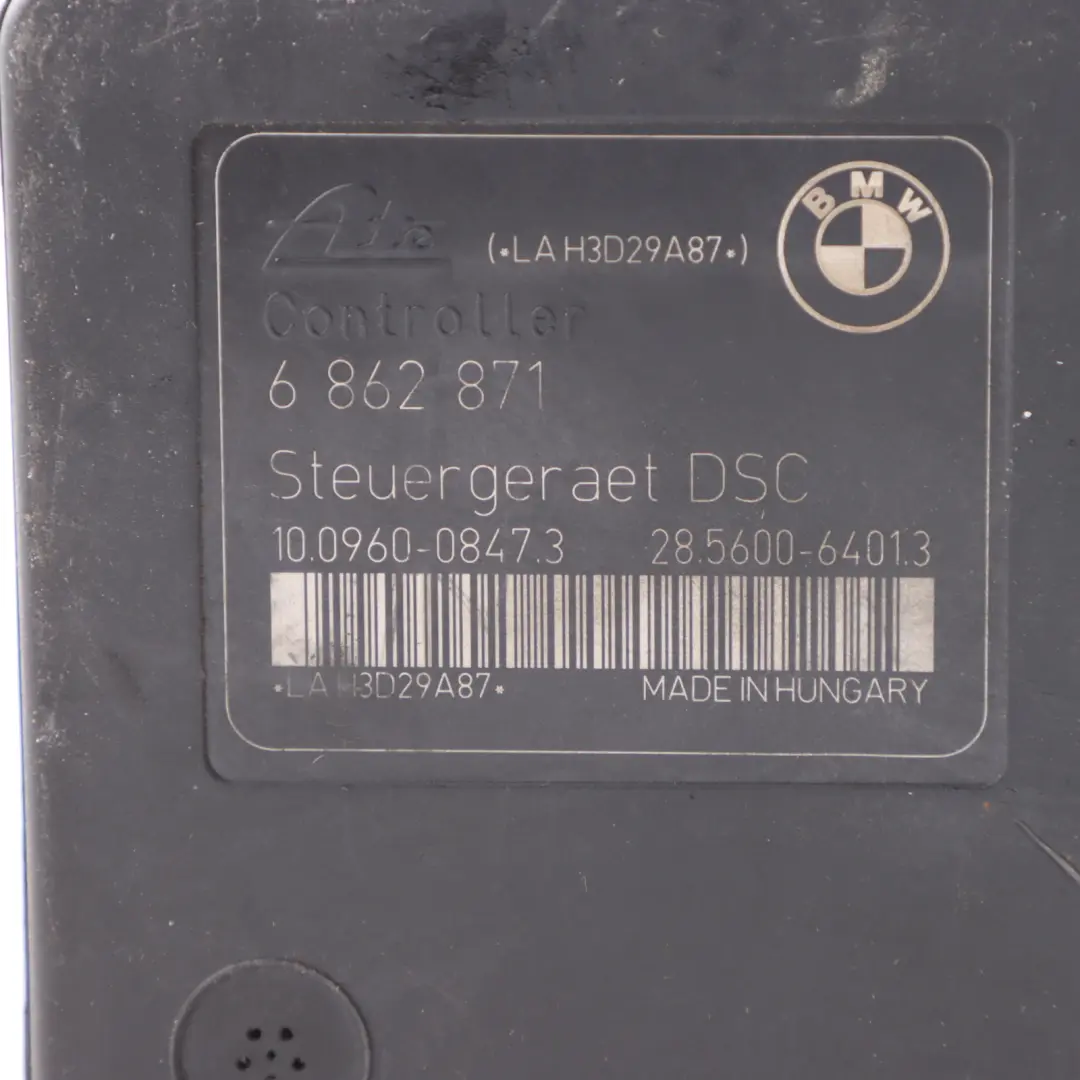 Ate
(*LA H3D29A87*)
BMW
Controller
6 862 871
Steuergeraet DSC
10.0960-0847.3 28.5600-6401.3
*LA H3D29A87*
MADE IN HUNGARY